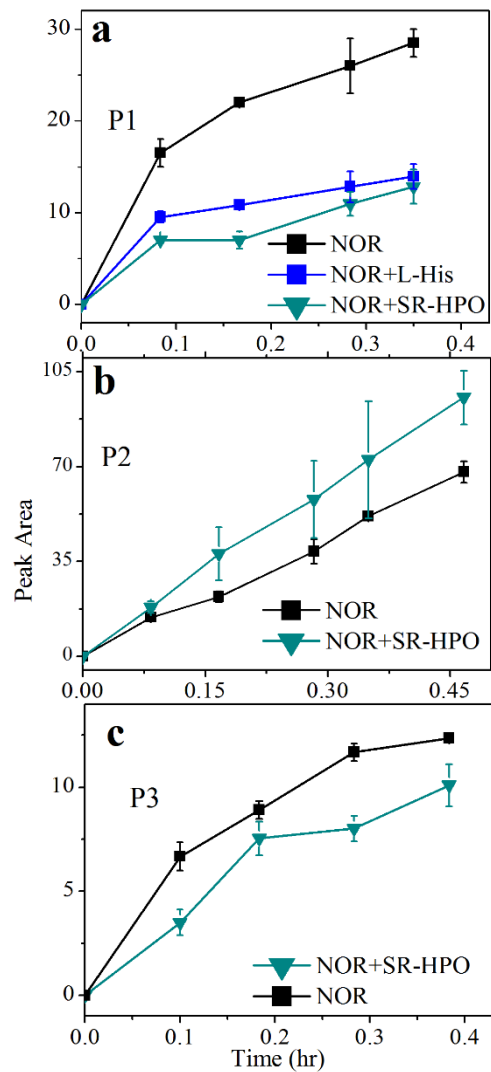 a
P1
30
20
10
0
NOR
NOR+L-His
NOR+SR-HPO
0.0 0.1 0.2 0.3 0.4
b
P2
105
70
35
0
Peak Area
NOR
NOR+SR-HPO
0.00 0.15 0.30 0.45
c
P3
10
5
0
NOR+SR-HPO
NOR
0.0 0.1 0.2 0.3 0.4
Time (hr)